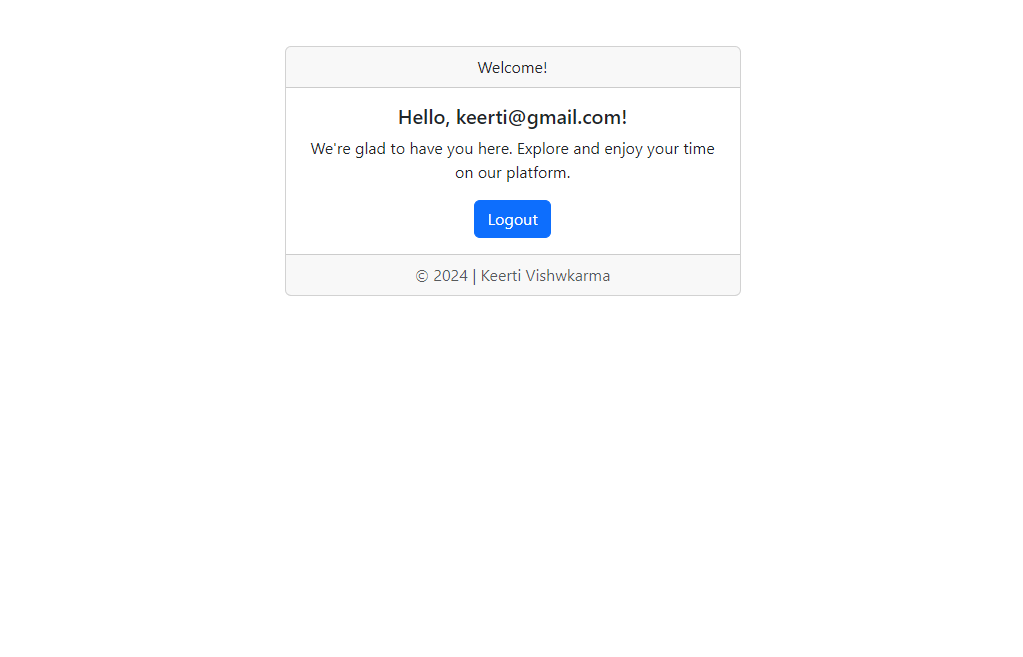 Welcome!
Hello, keerti@gmail.com!
We're glad to have you here. Explore and enjoy your time
on our platform.
Logout
© 2024 | Keerti Vishwkarma